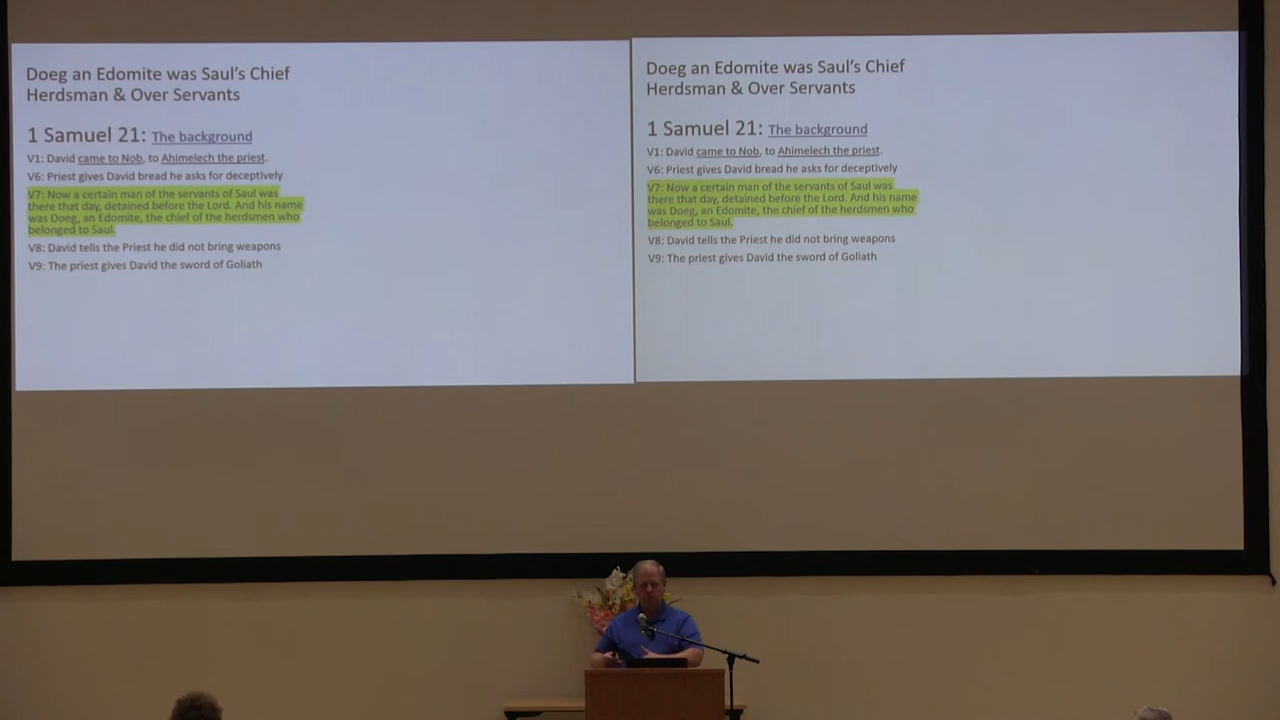 Doeg an Edomite was Saul's Chief
Herdsman & Over Servants
1 Samuel 21: The background
V1: David came to Nob, to Ahimelech the priest.
V6: Priest gives David bread he asks for deceptively
V7: Now a certain man of the servants of Saul was
there that day, detained before the Lord. And his name
was Doeg, an Edomite, the chief of the herdsmen who
belonged to Saul.
V8: David tells the Priest he did not bring weapons
V9: The priest gives David the sword of Goliath
Doeg an Edomite was Saul's Chief
Herdsman & Over Servants
1 Samuel 21: The background
V1: David came to Nob, to Ahimelech the priest.
V6: Priest gives David bread he asks for deceptively
V7: Now a certain man of the servants of Saul was
there that day, detained before the Lord. And his name
was Doeg, an Edomite, the chief of the herdsmen who
belonged to Saul.
V8: David tells the Priest he did not bring weapons
V9: The priest gives David the sword of Goliath